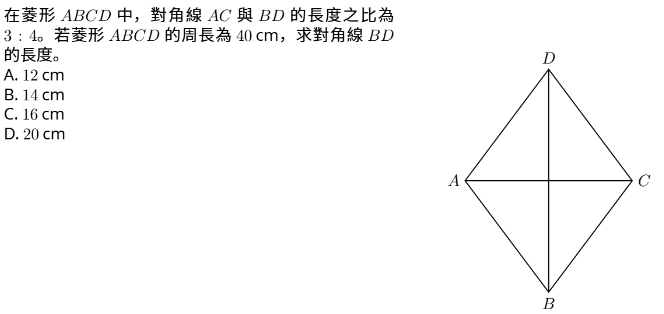 在菱形 ABCD 中，對角線 AC 與 BD 的長度之比為
3 : 4。若菱形 ABCD 的周長為 40 cm，求對角線 BD
的長度。
A. 12 cm
B. 14 cm
C. 16 cm
D. 20 cm
D
A
C
B